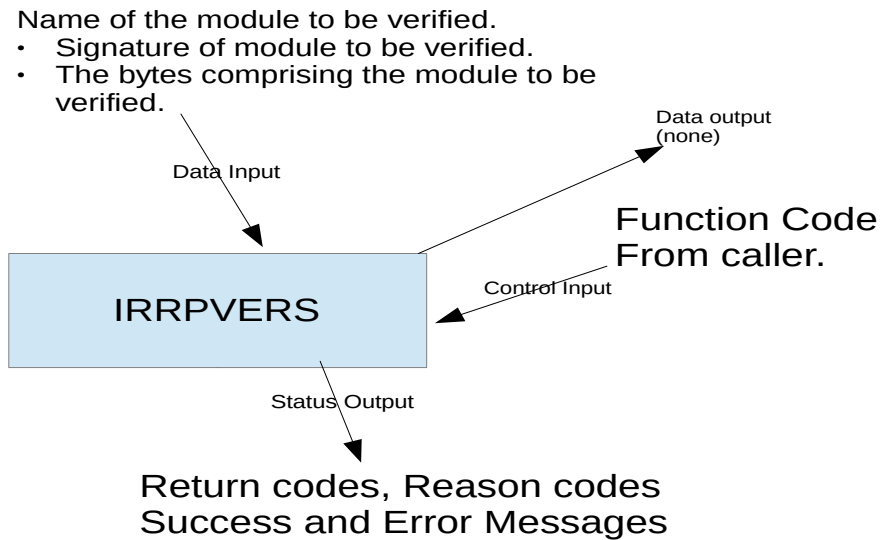 Name of the module to be verified.
• Signature of module to be verified.
• The bytes comprising the module to be
verified.
Data output
(none)
Data Input
Function Code
From caller.
Control Input
IRRPVERS
Status Output
Return codes, Reason codes
Success and Error Messages